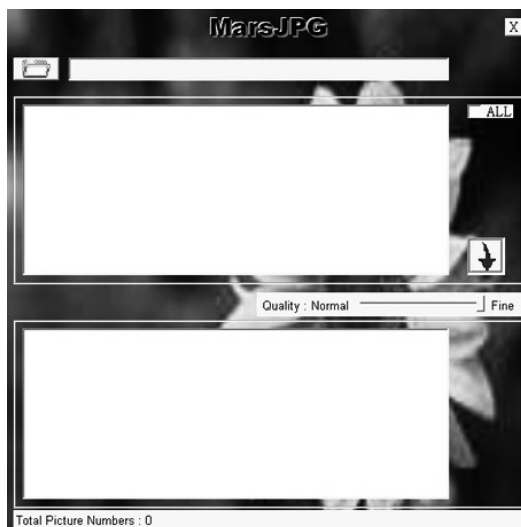 MarsJPG
X
ALL
Quality : Normal Fine
Total Picture Numbers : 0